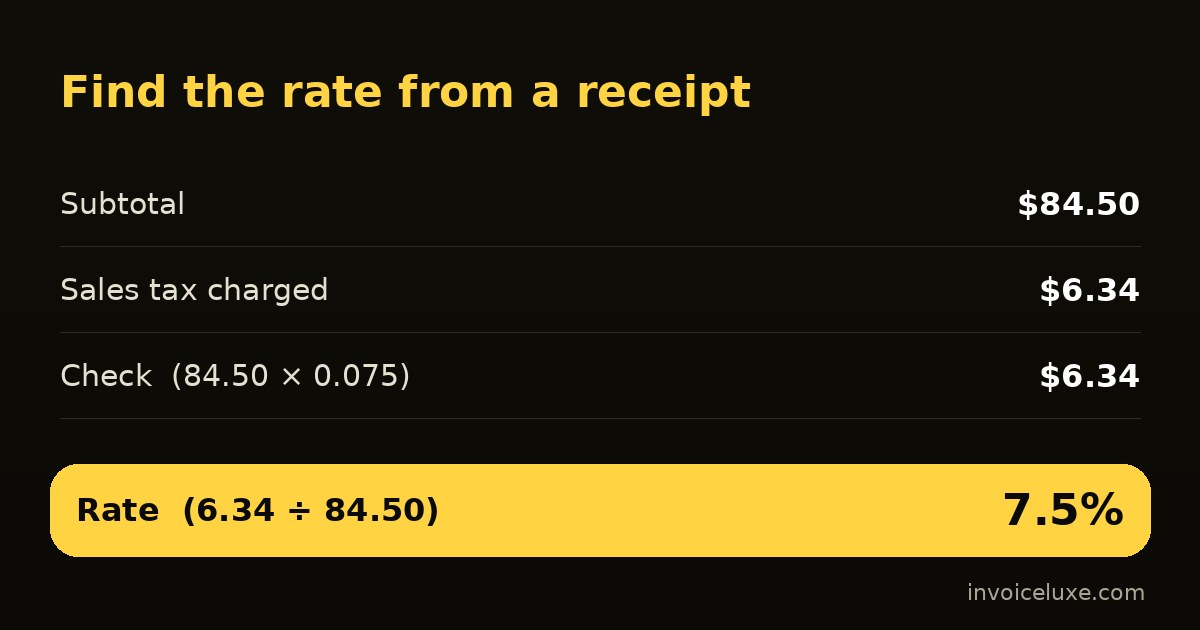 Find the rate from a receipt
Subtotal $84.50
Sales tax charged $6.34
Check (84.50 × 0.075) $6.34
Rate (6.34 ÷ 84.50) 7.5%
invoiceluxe.com